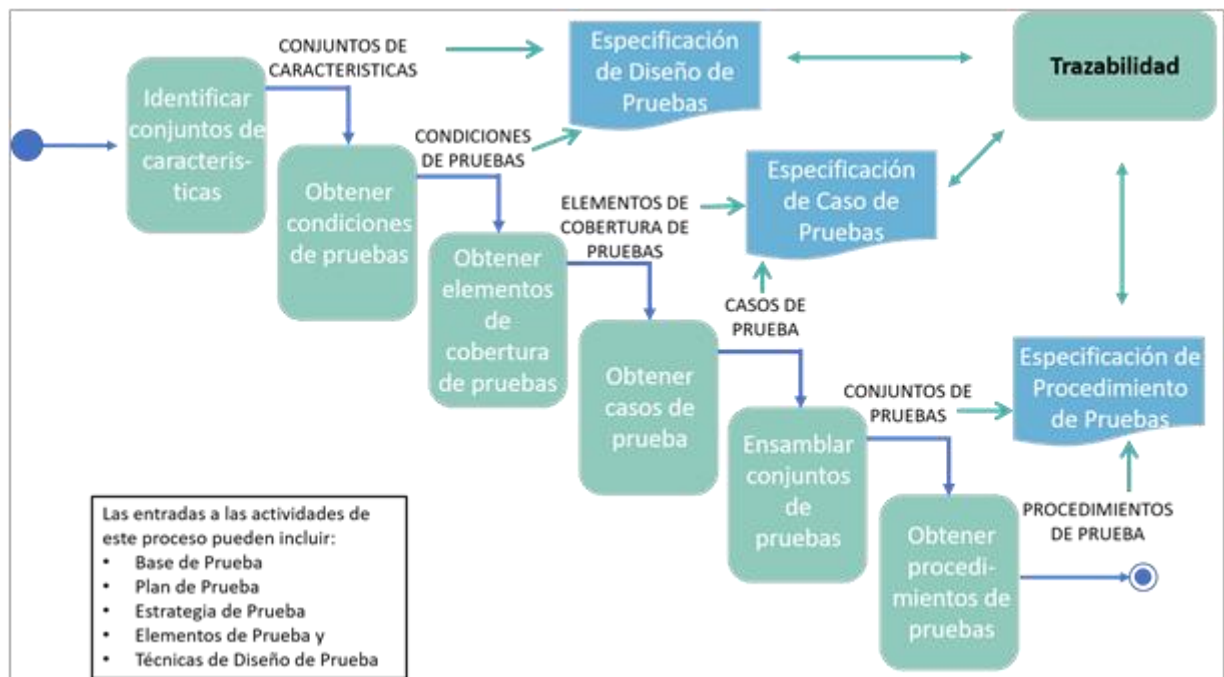 CONJUNTOS DE
CARACTERISTICAS
Especificación
de Diseño de
Pruebas
Trazabilidad
Identificar
conjuntos de
caracteris-
ticas
CONDICIONES
DE PRUEBAS
Obtener
condiciones
de pruebas
ELEMENTOS DE
COBERTURA DE
PRUEBAS
Especificación
de Caso de
Pruebas
Obtener
elementos
de
cobertura
de pruebas
CASOS DE
PRUEBA
Obtener
casos de
prueba
CONJUNTOS DE
PRUEBAS
Especificación de
Procedimiento
de Pruebas
Ensamblar
conjuntos
de
pruebas
PROCEDIMIENTOS
DE PRUEBA
Obtener
procedi-
mientos de
pruebas
Las entradas a las actividades de
este proceso pueden incluir:
• Base de Prueba
• Plan de Prueba
• Estrategia de Prueba
• Elementos de Prueba y
• Técnicas de Diseño de Prueba